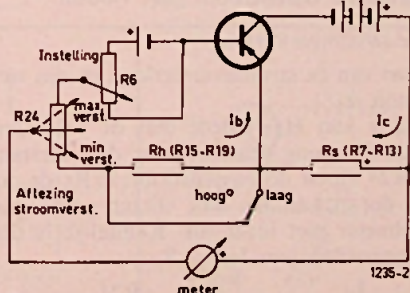 +
+
Instelling
R6
R24
max.
verst.
min
verst.
Ib
Ic
Rh (R15-R19)
Rs (R7-R13)
+
Aflezing
stroomverst.
hoog
laag
+
meter
1235-2